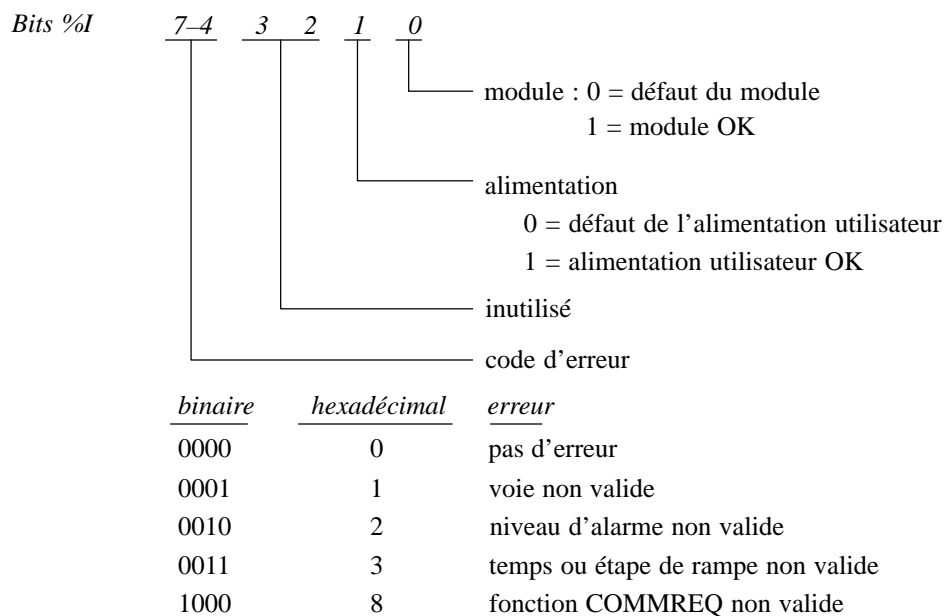 Bits %I 7–4 3 2 1 0
module : 0 = défaut du module
1 = module OK
alimentation
0 = défaut de l’alimentation utilisateur
1 = alimentation utilisateur OK
inutilisé
code d’erreur
binaire hexadécimal erreur
0000 0 pas d’erreur
0001 1 voie non valide
0010 2 niveau d’alarme non valide
0011 3 temps ou étape de rampe non valide
1000 8 fonction COMMREQ non valide